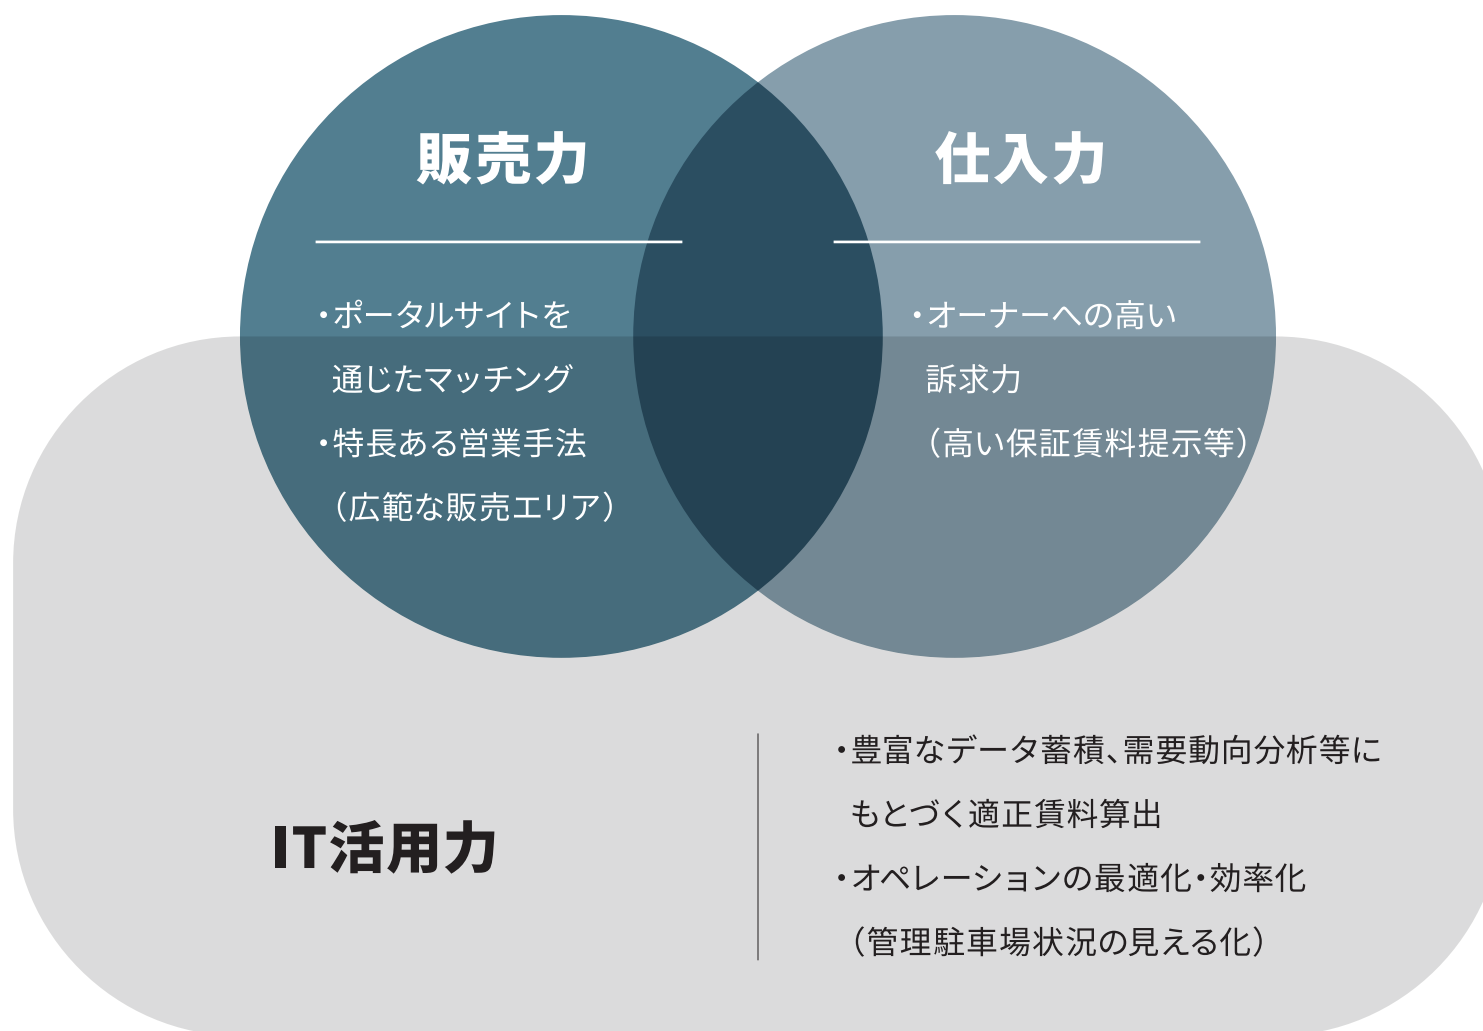 販売力
・ポータルサイトを
通じたマッチング
・特長ある営業手法
（広範な販売エリア）
仕入力
・オーナーへの高い
訴求力
（高い保証賃料提示等）
IT活用力
・豊富なデータ蓄積、需要動向分析等に
もとづく適正賃料算出
・オペレーションの最適化・効率化
（管理駐車場状況の見える化）